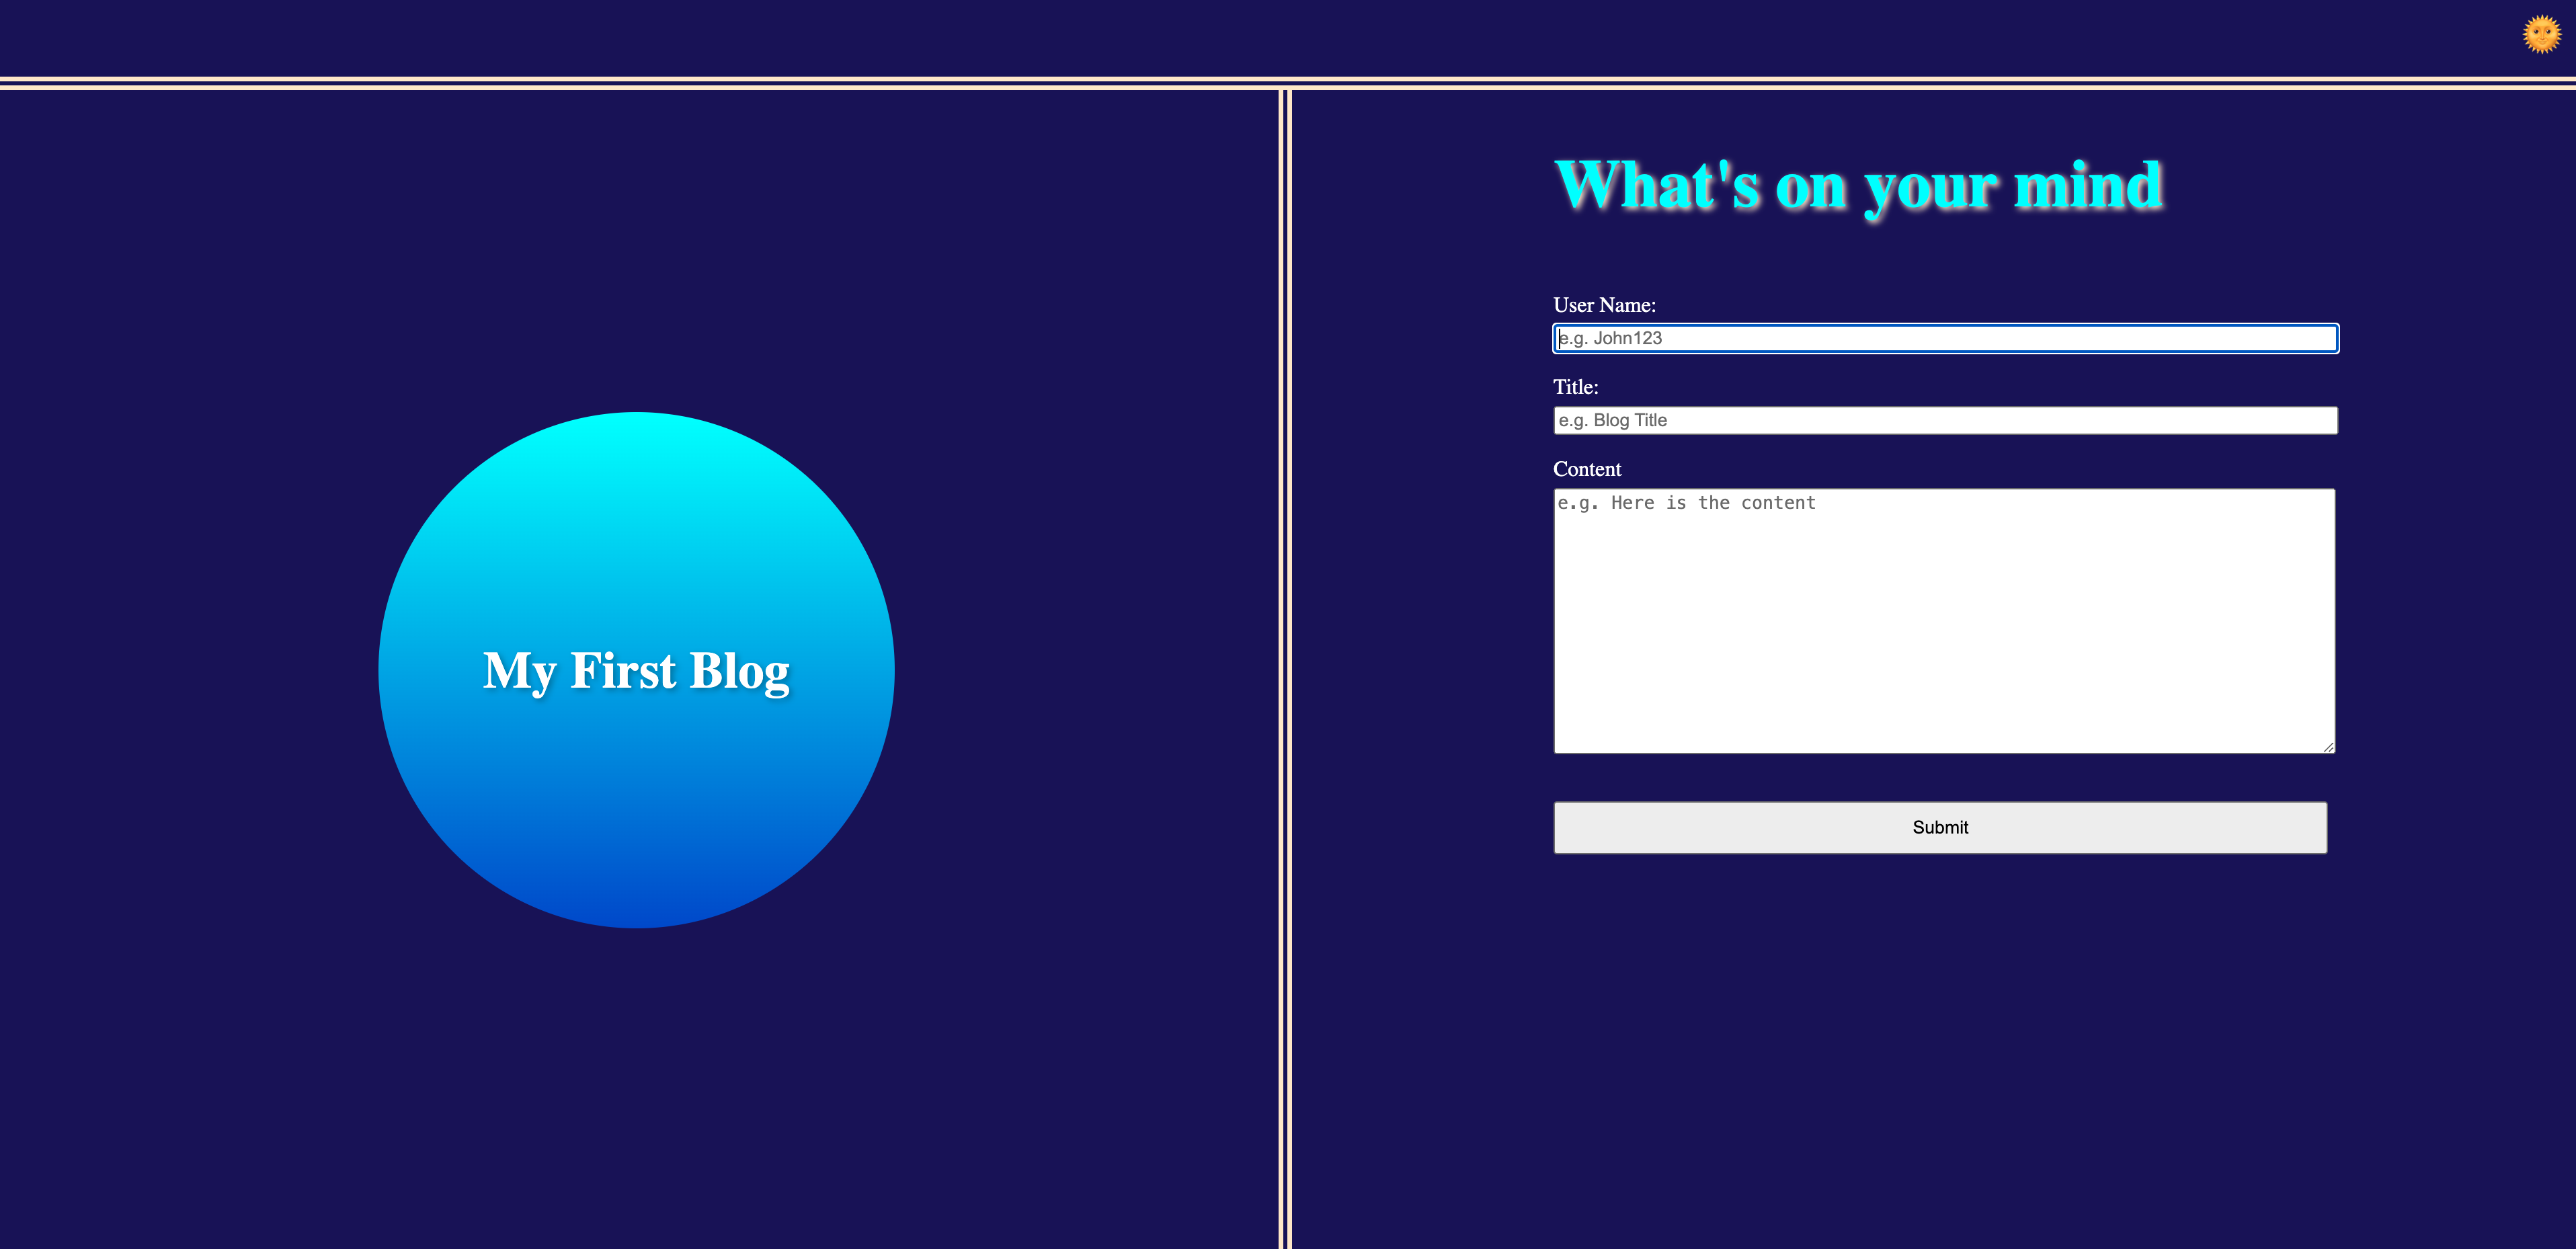 My First Blog
What's on your mind
User Name:
e.g. John123
Title:
e.g. Blog Title
Content
e.g. Here is the content
Submit